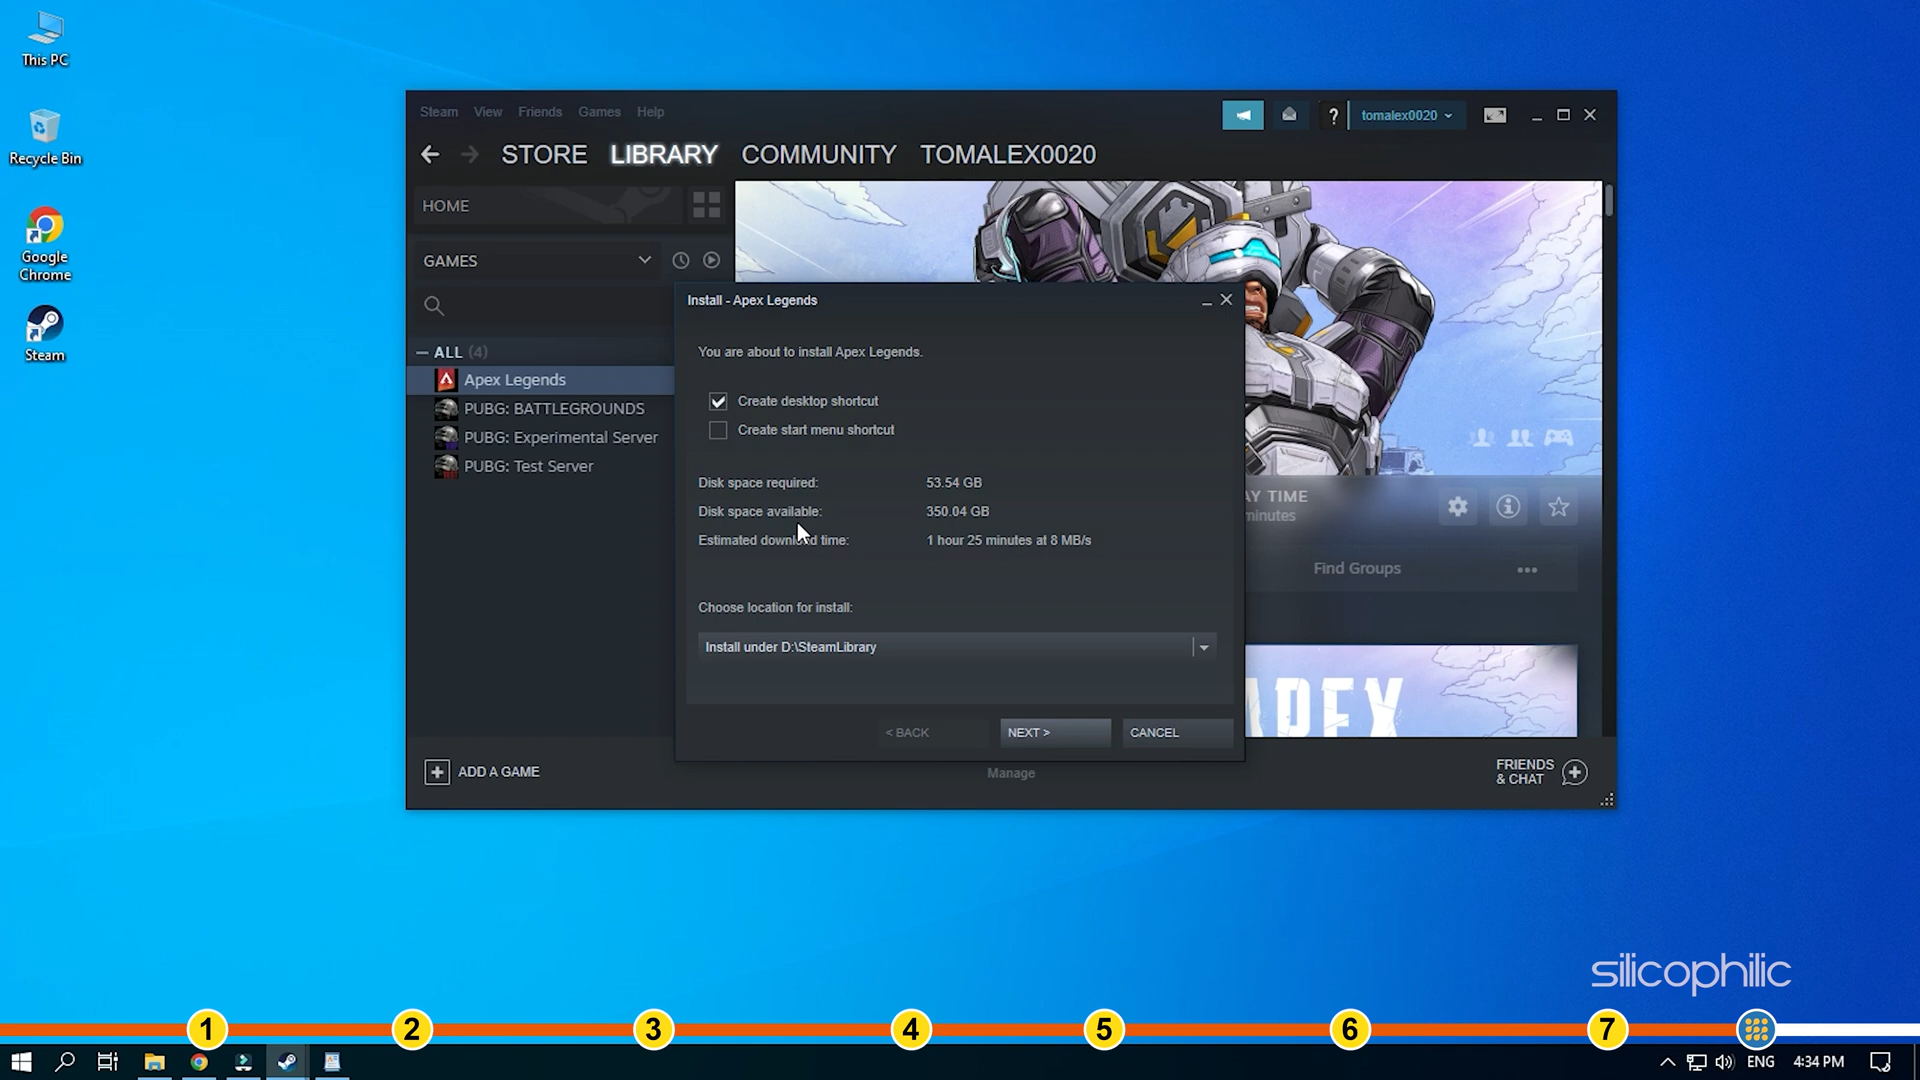 This PC
Recycle Bin
Google
Chrome
Steam
Steam View Friends Games Help
? tomalex0020
STORE LIBRARY COMMUNITY TOMALEX0020
HOME
GAMES
ALL (4)
Apex Legends
PUBG: BATTLEGROUNDS
PUBG: Experimental Server
PUBG: Test Server
Install - Apex Legends
You are about to install Apex Legends.
Create desktop shortcut
Create start menu shortcut
Disk space required: 53.54 GB
Disk space available: 350.04 GB
Estimated download time: 1 hour 25 minutes at 8 MB/s
Choose location for install:
Install under D:\SteamLibrary
< BACK NEXT > CANCEL
TIME
minutes
Find Groups
APEX
ADD A GAME
Manage
FRIENDS
& CHAT
silicophilic
1 2 3 4 5 6 7
ENG 4:34 PM